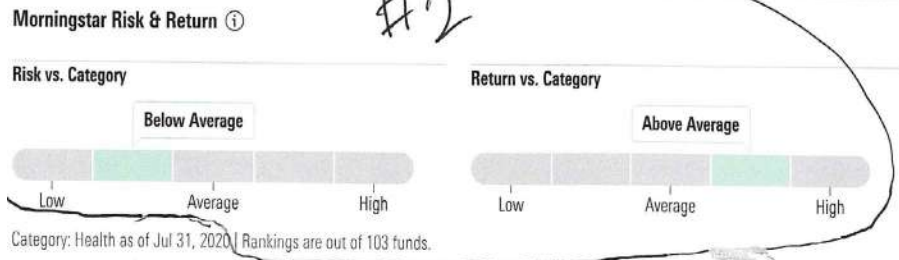 #2
Morningstar Risk & Return ⓘ
Risk vs. Category
Below Average
Low Average High
Return vs. Category
Above Average
Low Average High
Category: Health as of Jul 31, 2020 | Rankings are out of 103 funds.